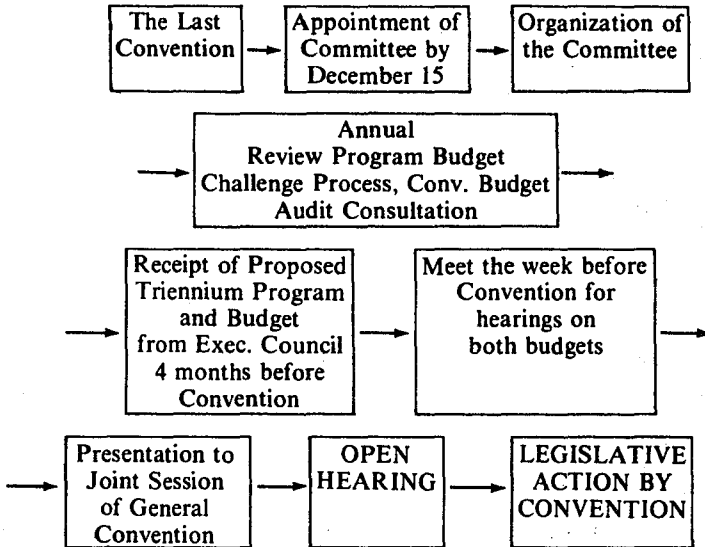 The Last
Convention
Appointment of
Committee by
December 15
Organization of
the Committee
Annual
Review Program Budget
Challenge Process, Conv. Budget
Audit Consultation
Receipt of Proposed
Triennium Program
and Budget
from Exec. Council
4 months before
Convention
Meet the week before
Convention for
hearings on
both budgets
Presentation to
Joint Session
of General
Convention
OPEN
HEARING
LEGISLATIVE
ACTION BY
CONVENTION